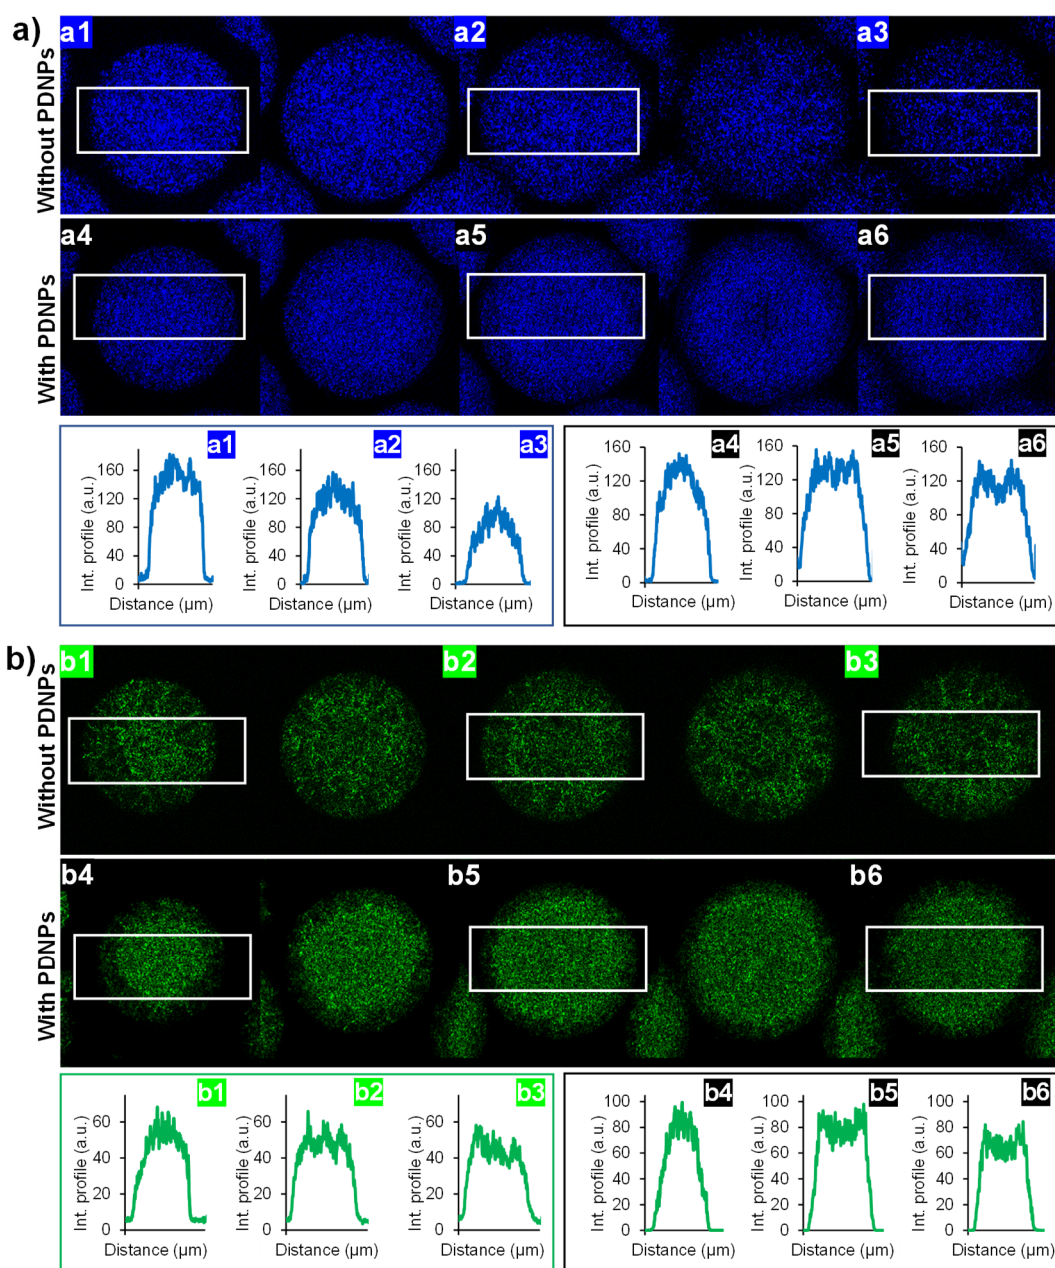 a)
Without PDNPs
a1 a2 a3
With PDNPs
a4 a5 a6
a1 a2 a3
Int. profile (a.u.) 160 120 80 40 0
Distance (µm)
Int. profile (a.u.) 160 120 80 40 0
Distance (µm)
Int. profile (a.u.) 160 120 80 40 0
Distance (µm)
a4 a5 a6
Int. profile (a.u.) 160 120 80 40 0
Distance (µm)
Int. profile (a.u.) 160 120 80 40 0
Distance (µm)
Int. profile (a.u.) 160 120 80 40 0
Distance (µm)
b)
Without PDNPs
b1 b2 b3
With PDNPs
b4 b5 b6
b1 b2 b3
Int. profile (a.u.) 60 40 20 0
Distance (µm)
Int. profile (a.u.) 60 40 20 0
Distance (µm)
Int. profile (a.u.) 60 40 20 0
Distance (µm)
b4 b5 b6
Int. profile (a.u.) 100 80 60 40 20 0
Distance (µm)
Int. profile (a.u.) 100 80 60 40 20 0
Distance (µm)
Int. profile (a.u.) 100 80 60 40 20 0
Distance (µm)